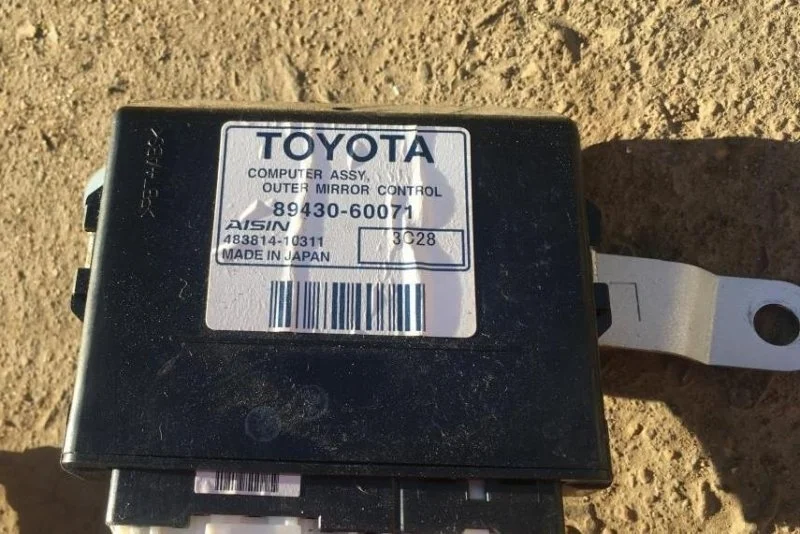 TOYOTA
COMPUTER ASSY,
OUTER MIRROR CONTROL
89430-60071
AISIN
483814-10311
3C28
MADE IN JAPAN